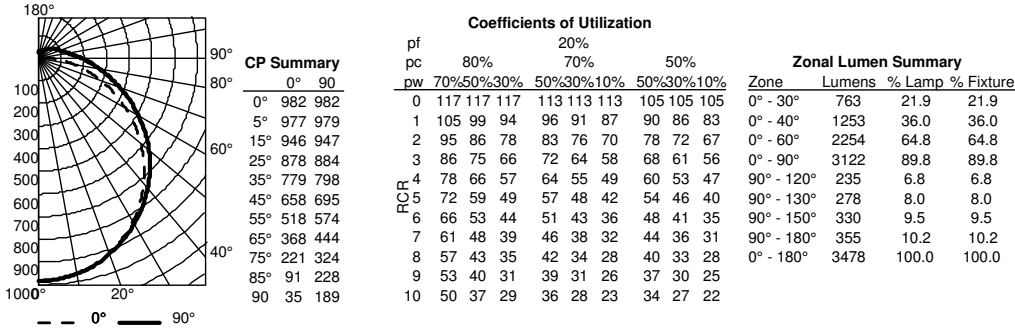 180°
90°
80°
60°
40°
20°
100
200
300
400
500
600
700
800
900
1000
0°
0° 90°
CP Summary
0° 90
0° 982 982
5° 977 979
15° 946 947
25° 878 884
35° 779 798
45° 658 695
55° 518 574
65° 368 444
75° 221 324
85° 91 228
90 35 189
Coefficients of Utilization
pf 20%
pc 80% 70% 50%
pw 70%50%30% 50%30%10% 50%30%10%
RCR
0 117 117 117 113 113 113 105 105 105
1 105 99 94 96 91 87 90 86 83
2 95 86 78 83 76 70 78 72 67
3 86 75 66 72 64 58 68 61 56
4 78 66 57 64 55 49 60 53 47
5 72 59 49 57 48 42 54 46 40
6 66 53 44 51 43 36 48 41 35
7 61 48 39 46 38 32 44 36 31
8 57 43 35 42 34 28 40 33 28
9 53 40 31 39 31 26 37 30 25
10 50 37 29 36 28 23 34 27 22
Zonal Lumen Summary
Zone Lumens % Lamp % Fixture
0° - 30° 763 21.9 21.9
0° - 40° 1253 36.0 36.0
0° - 60° 2254 64.8 64.8
0° - 90° 3122 89.8 89.8
90° - 120° 235 6.8 6.8
90° - 130° 278 8.0 8.0
90° - 150° 330 9.5 9.5
90° - 180° 355 10.2 10.2
0° - 180° 3478 100.0 100.0